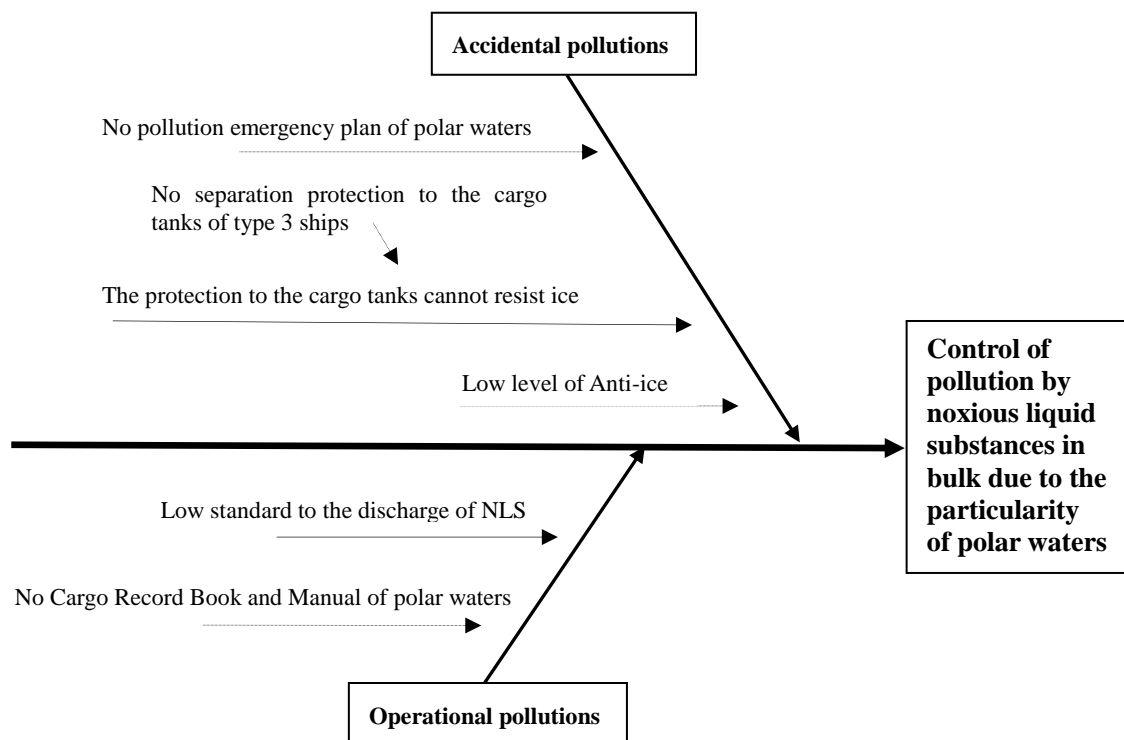 Accidental pollutions
No pollution emergency plan of polar waters
No separation protection to the cargo
tanks of type 3 ships
The protection to the cargo tanks cannot resist ice
Low level of Anti-ice
Control of
pollution by
noxious liquid
substances in
bulk due to the
particularity
of polar waters
Low standard to the discharge of NLS
No Cargo Record Book and Manual of polar waters
Operational pollutions